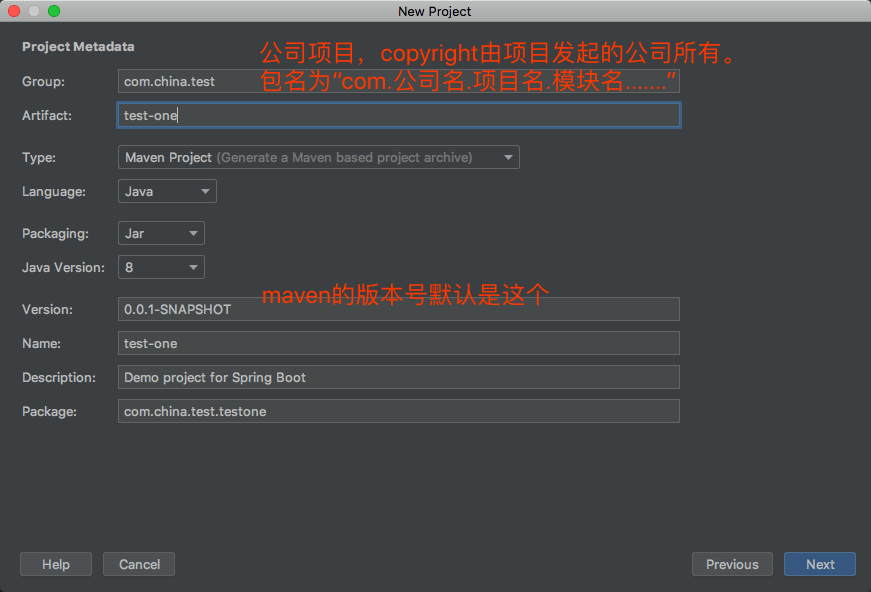 New Project
Project Metadata
公司项目，copyright由项目发起的公司所有。
包名为“com.公司名.项目名.模块名.……”
Group: com.china.test
Artifact: test-one
Type: Maven Project (Generate a Maven based project archive)
Language: Java
Packaging: Jar
Java Version: 8
maven的版本号默认是这个
Version: 0.0.1-SNAPSHOT
Name: test-one
Description: Demo project for Spring Boot
Package: com.china.test.testone
Help Cancel Previous Next